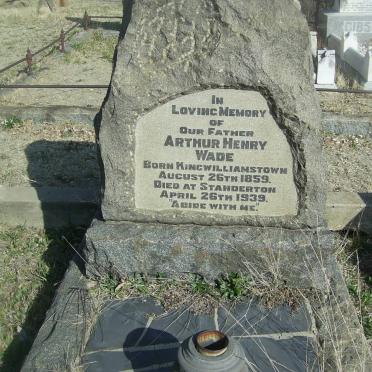 IN
LOVING MEMORY
OF
OUR FATHER
ARTHUR HENRY
WADE
BORN KINGWILLIAMSTOWN
AUGUST 26TH 1859.
DIED AT STANDERTON
APRIL 26TH 1939.
"ABIDE WITH ME."